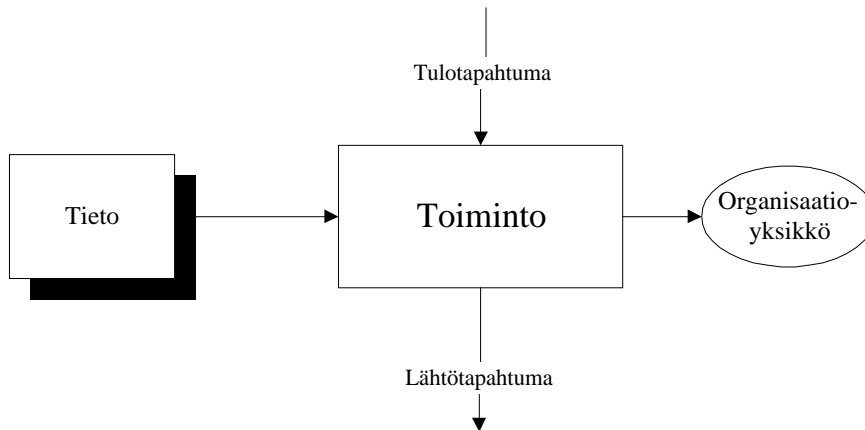 Tulotapahtuma
Tieto
Toiminto
Organisaatio-
yksikkö
Lähtötapahtuma